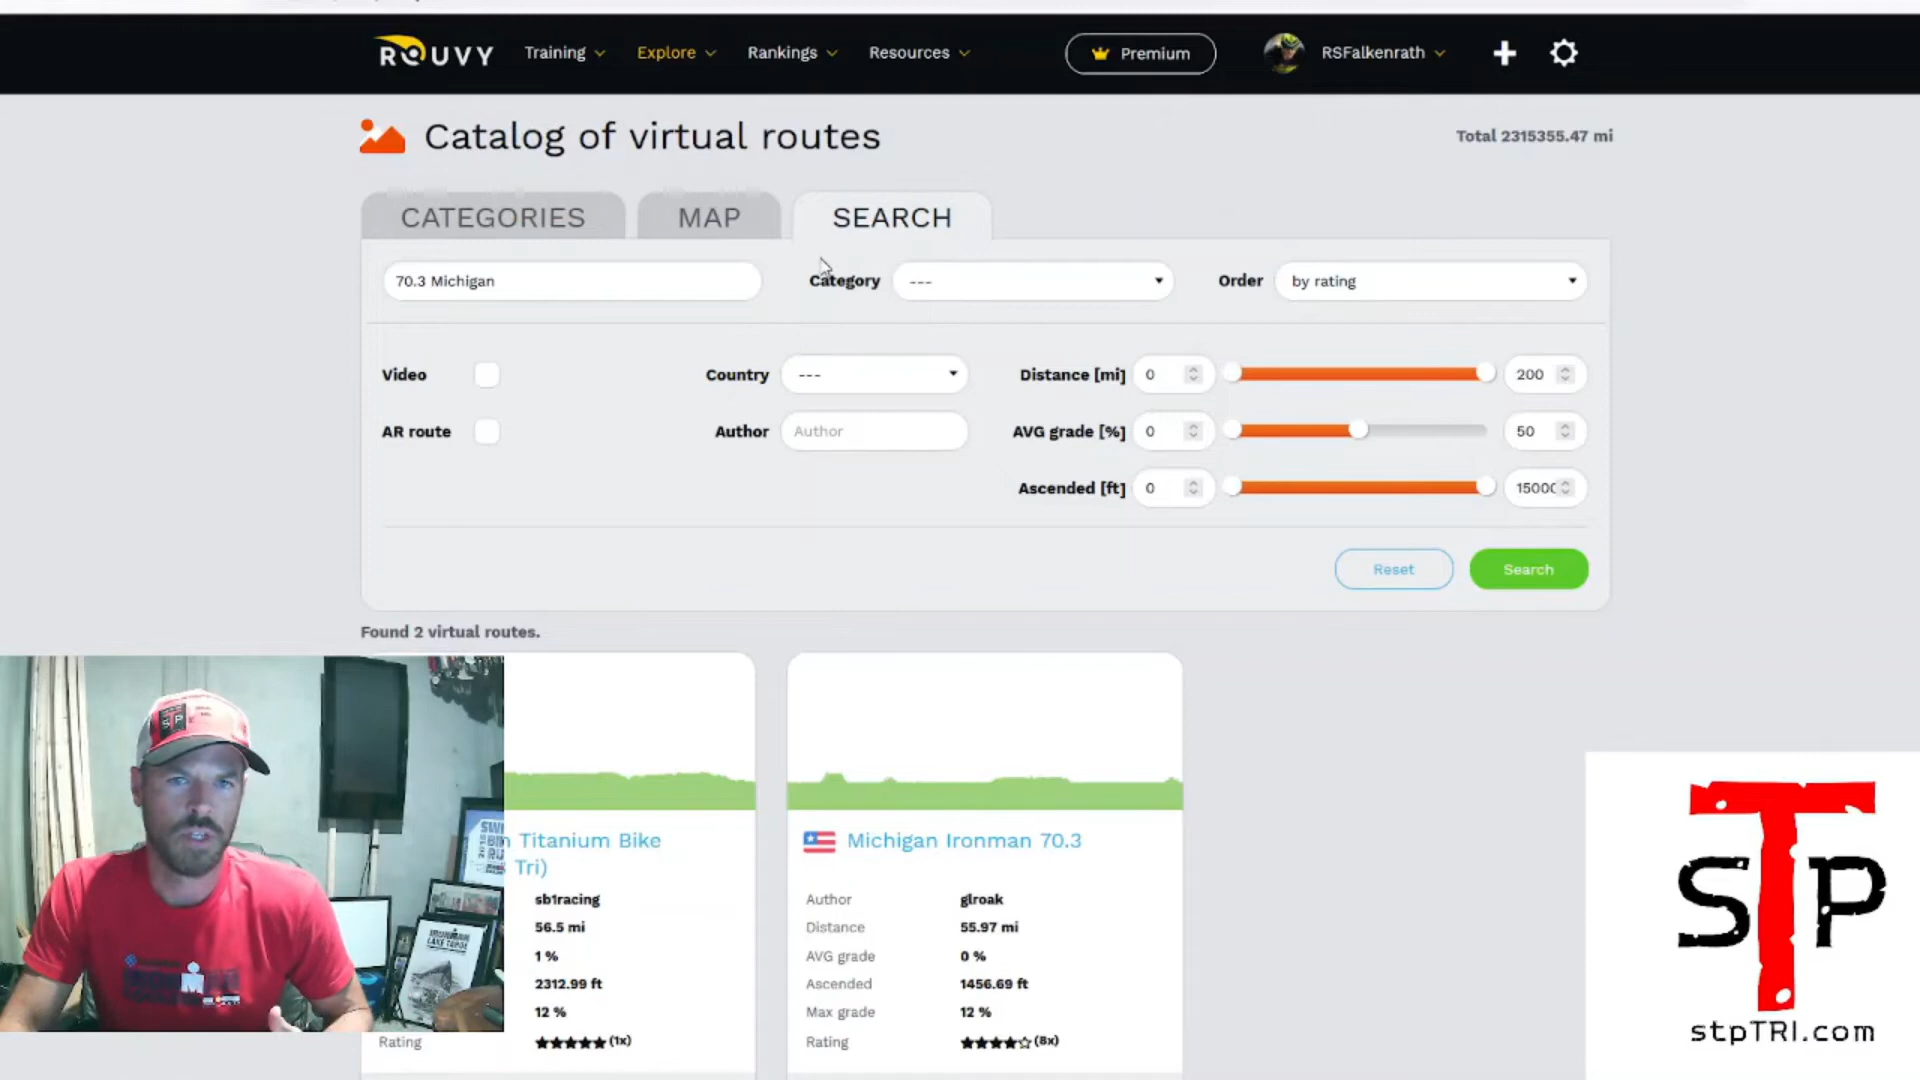 ROUVY Training Explore Rankings Resources Premium RSFalkenrath
Catalog of virtual routes Total 2315355.47 mi
CATEGORIES MAP SEARCH
70.3 Michigan Category --- Order by rating
Video Country --- Distance [mi] 0 200
AR route Author Author AVG grade [%] 0 50
Ascended [ft] 0 1500
Reset Search
Found 2 virtual routes.
Titanium Bike
Tri)
sb1racing
56.5 mi
1 %
2312.99 ft
12 %
Rating ★★★★★ (1x)
Michigan Ironman 70.3
Author glroak
Distance 55.97 mi
AVG grade 0 %
Ascended 1456.69 ft
Max grade 12 %
Rating ★★★★☆ (8x)
STP
LAKE TAHOE
STP
stpTRI.com